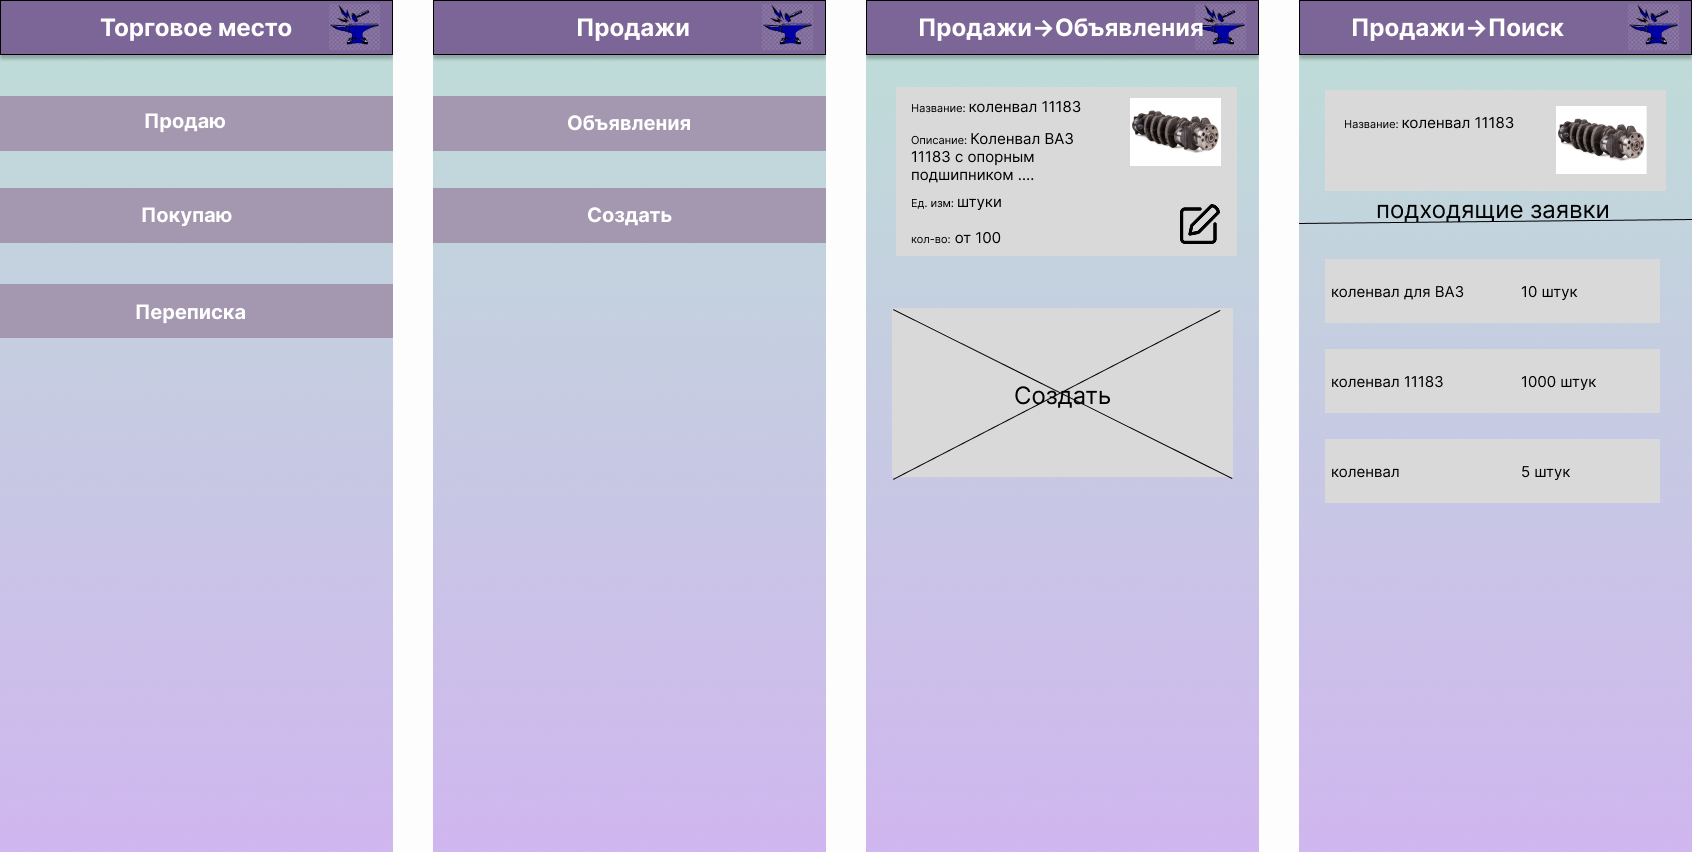 Торговое место
Продаю
Покупаю
Переписка
Продажи
Объявления
Создать
Продажи→Объявления
Название: коленвал 11183
Описание: Коленвал ВАЗ
11183 с опорным
подшипником ....
Ед. изм: штуки
кол-во: от 100
Создать
Продажи→Поиск
Название: коленвал 11183
подходящие заявки
коленвал для ВАЗ 10 штук
коленвал 11183 1000 штук
коленвал 5 штук